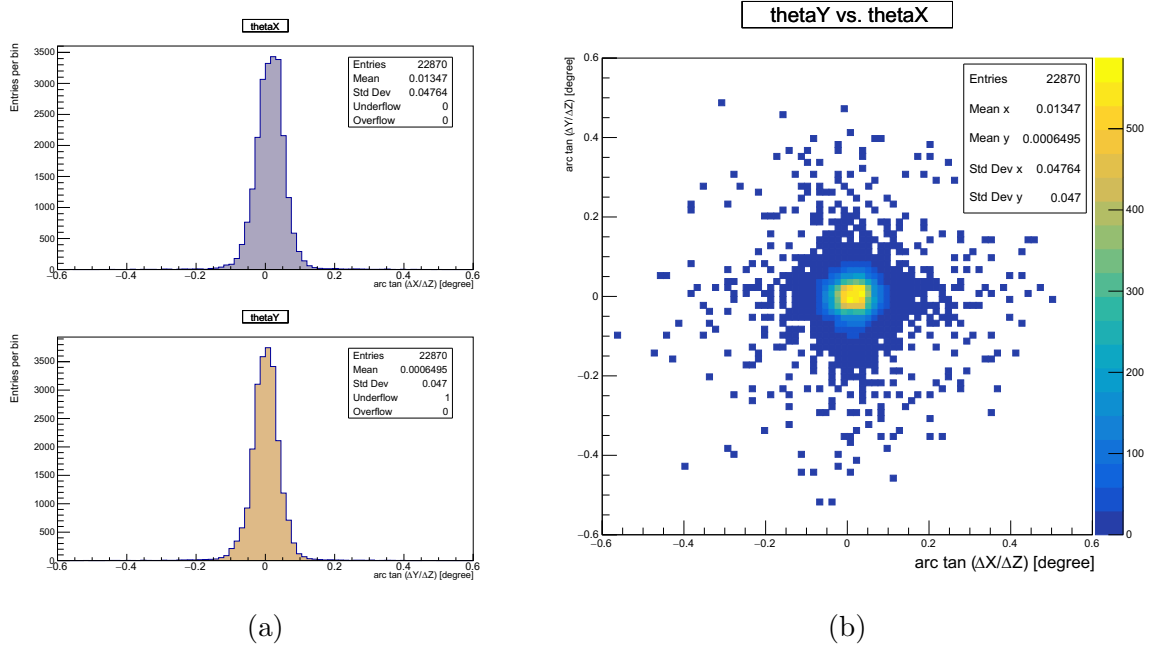 thetaX
Entries per bin
3500
3000
2500
2000
1500
1000
500
0
−0.6 −0.4 −0.2 0 0.2 0.4 0.6
arc tan (ΔX/ΔZ) [degree]
Entries 22870
Mean 0.01347
Std Dev 0.04764
Underflow 0
Overflow 0
thetaY
Entries per bin
3500
3000
2500
2000
1500
1000
500
0
−0.6 −0.4 −0.2 0 0.2 0.4 0.6
arc tan (ΔY/ΔZ) [degree]
Entries 22870
Mean 0.0006495
Std Dev 0.047
Underflow 1
Overflow 0
(a)
thetaY vs. thetaX
arc tan (ΔY/ΔZ) [degree]
0.6
0.4
0.2
0
−0.2
−0.4
−0.6
−0.6 −0.4 −0.2 0 0.2 0.4 0.6
arc tan (ΔX/ΔZ) [degree]
Entries 22870
Mean x 0.01347
Mean y 0.0006495
Std Dev x 0.04764
Std Dev y 0.047
500
400
300
200
100
0
(b)